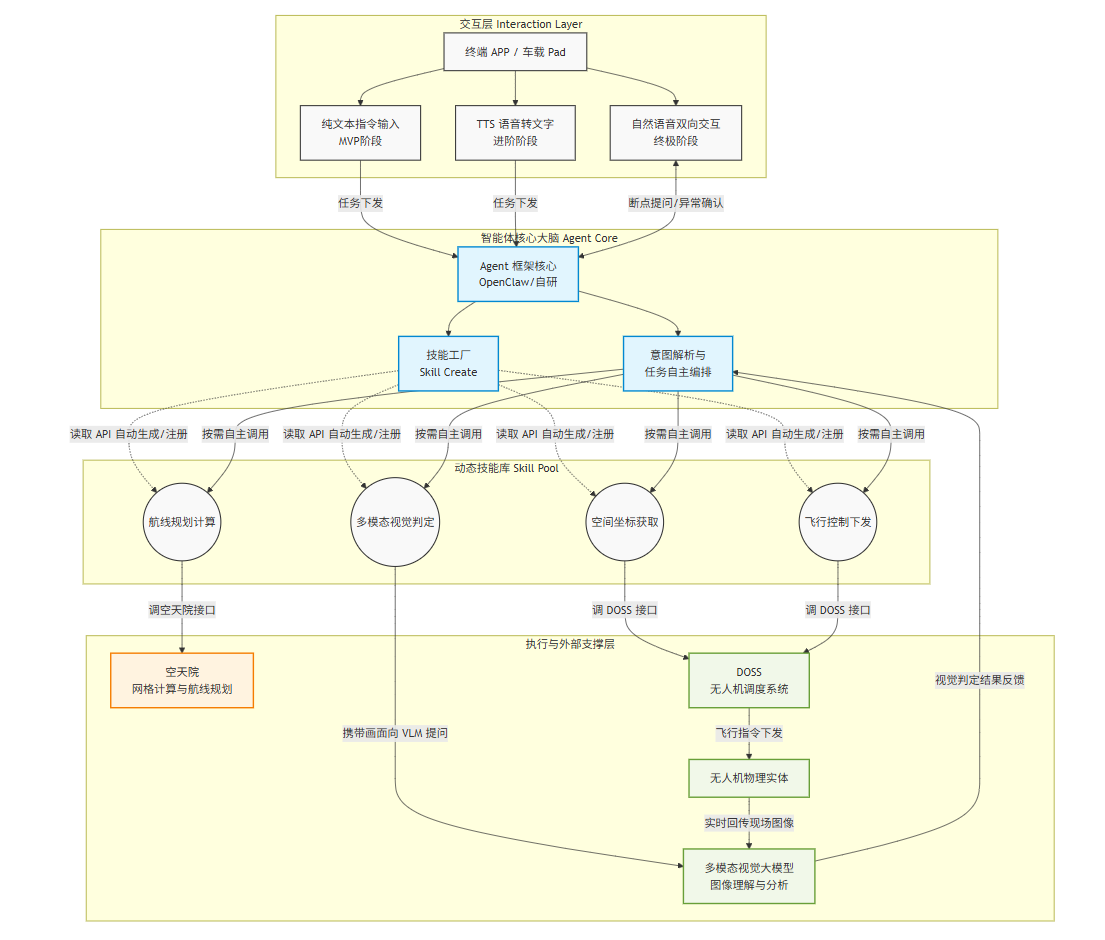 交互层 Interaction Layer
终端 APP / 车载 Pad
纯文本指令输入
MVP阶段
TTS 语音转文字
进阶阶段
自然语音双向交互
终极阶段
任务下发
任务下发
断点提问/异常确认
智能体核心大脑 Agent Core
Agent 框架核心
OpenClaw/自研
技能工厂
Skill Create
意图解析与
任务自主编排
读取 API 自动生成/注册
按需自主调用
读取 API 自动生成/注册
按需自主调用
读取 API 自动生成/注册
按需自主调用
读取 API 自动生成/注册
按需自主调用
动态技能库 Skill Pool
航线规划计算
多模态视觉判定
空间坐标获取
飞行控制下发
调空天院接口
调 DOSS 接口
调 DOSS 接口
执行与外部支撑层
空天院
网格计算与航线规划
DOSS
无人机调度系统
视觉判定结果反馈
携带画面向 VLM 提问
飞行指令下发
无人机物理实体
实时回传现场图像
多模态视觉大模型
图像理解与分析